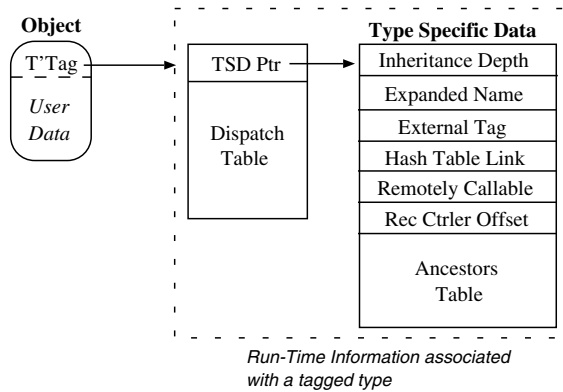 Object
T'Tag
User
Data
TSD Ptr
Dispatch
Table
Type Specific Data
Inheritance Depth
Expanded Name
External Tag
Hash Table Link
Remotely Callable
Rec Ctrler Offset
Ancestors
Table
Run-Time Information associated
with a tagged type